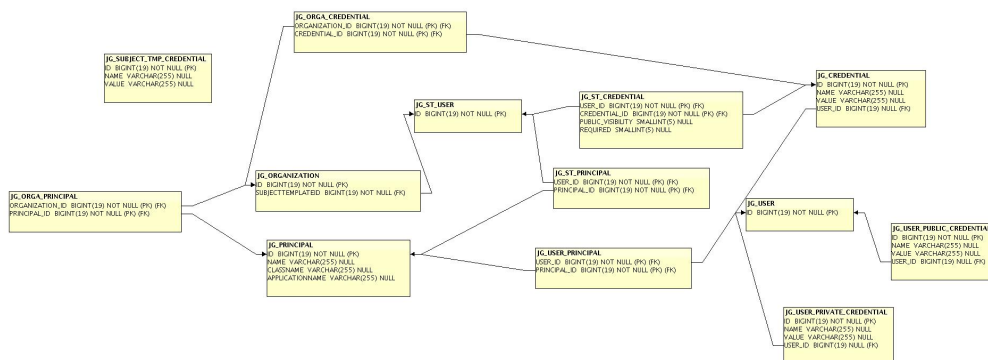 JG_ORGA_CREDENTIAL
ORGANIZATION_ID BIGINT(19) NOT NULL (PK) (FK)
CREDENTIAL_ID BIGINT(19) NOT NULL (PK) (FK)
JG_SUBJECT_TMP_CREDENTIAL
ID BIGINT(19) NOT NULL (PK)
NAME VARCHAR(255) NULL
VALUE VARCHAR(255) NULL
JG_CREDENTIAL
ID BIGINT(19) NOT NULL (PK)
NAME VARCHAR(255) NULL
VALUE VARCHAR(255) NULL
USER_ID BIGINT(19) NULL (FK)
JG_ST_USER
ID BIGINT(19) NOT NULL (PK)
JG_ST_CREDENTIAL
USER_ID BIGINT(19) NOT NULL (PK) (FK)
CREDENTIAL_ID BIGINT(19) NOT NULL (PK) (FK)
PUBLIC_VISIBILITY SMALLINT(5) NULL
REQUIRED SMALLINT(5) NULL
JG_ORGANIZATION
ID BIGINT(19) NOT NULL (PK)
SUBJECTTEMPLATEID BIGINT(19) NULL (FK)
JG_ST_PRINCIPAL
USER_ID BIGINT(19) NOT NULL (PK) (FK)
PRINCIPAL_ID BIGINT(19) NOT NULL (PK) (FK)
JG_ORGA_PRINCIPAL
ORGANIZATION_ID BIGINT(19) NOT NULL (PK) (FK)
PRINCIPAL_ID BIGINT(19) NOT NULL (PK) (FK)
JG_USER
ID BIGINT(19) NOT NULL (PK)
JG_USER_PUBLIC_CREDENTIAL
ID BIGINT(19) NOT NULL (PK)
NAME VARCHAR(255) NULL
VALUE VARCHAR(255) NULL
USER_ID BIGINT(19) NULL (FK)
JG_PRINCIPAL
ID BIGINT(19) NOT NULL (PK)
NAME VARCHAR(255) NULL
CLASSNAME VARCHAR(255) NULL
APPLICATIONNAME VARCHAR(255) NULL
JG_USER_PRINCIPAL
USER_ID BIGINT(19) NOT NULL (PK) (FK)
PRINCIPAL_ID BIGINT(19) NOT NULL (PK) (FK)
JG_USER_PRIVATE_CREDENTIAL
ID BIGINT(19) NOT NULL (PK)
NAME VARCHAR(255) NULL
VALUE VARCHAR(255) NULL
USER_ID BIGINT(19) NULL (FK)